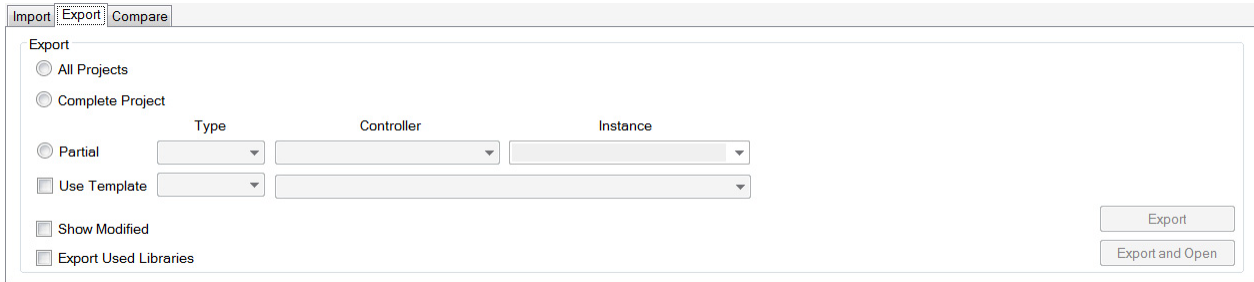 Import Export Compare
Export
All Projects
Complete Project
Type Controller Instance
Partial
Use Template
Show Modified
Export
Export Used Libraries
Export and Open